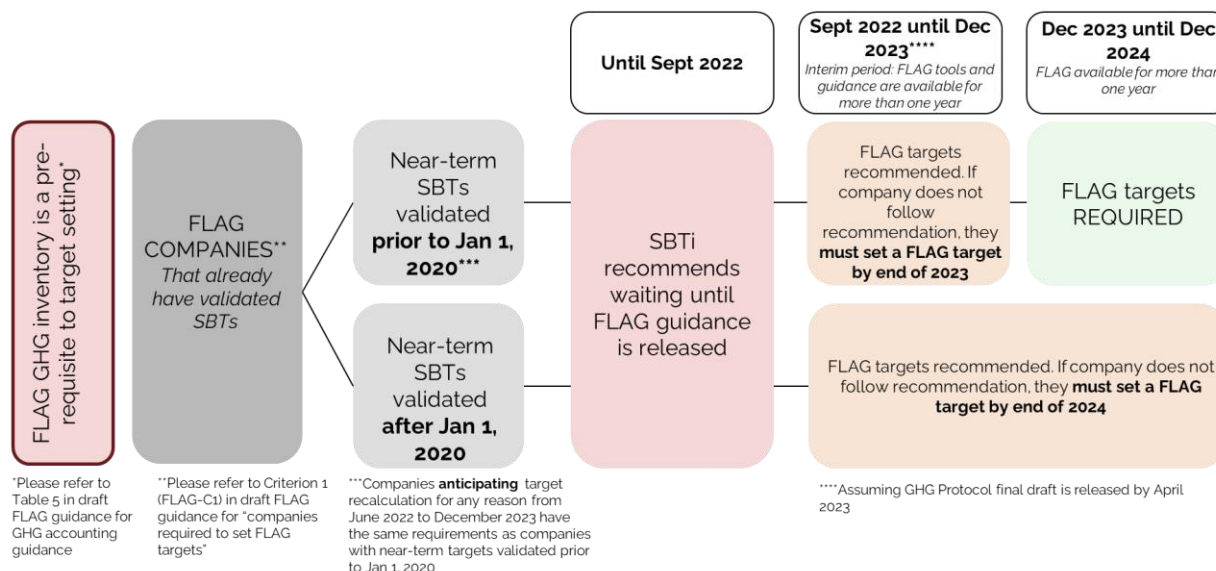 Until Sept 2022
Sept 2022 until Dec
2023****
Interim period: FLAG tools and
guidance are available for
more than one year
Dec 2023 until Dec
2024
FLAG available for more than
one year
FLAG GHG inventory is a pre-
requisite to target setting*
FLAG
COMPANIES**
That already
have validated
SBTs
Near-term
SBTs
validated
prior to Jan 1,
2020***
Near-term
SBTs
validated
after Jan 1,
2020
SBTi
recommends
waiting until
FLAG guidance
is released
FLAG targets
recommended. If
company does not
follow
recommendation, they
must set a FLAG target
by end of 2023
FLAG targets
REQUIRED
FLAG targets recommended. If company does not
follow recommendation, they must set a FLAG
target by end of 2024
*Please refer to
Table 5 in draft
FLAG guidance for
GHG accounting
guidance
**Please refer to Criterion 1
(FLAG-C1) in draft FLAG
guidance for “companies
required to set FLAG
targets”
***Companies anticipating target
recalculation for any reason from
June 2022 to December 2023 have
the same requirements as companies
with near-term targets validated prior
to Jan 1, 2020
****Assuming GHG Protocol final draft is released by April
2023